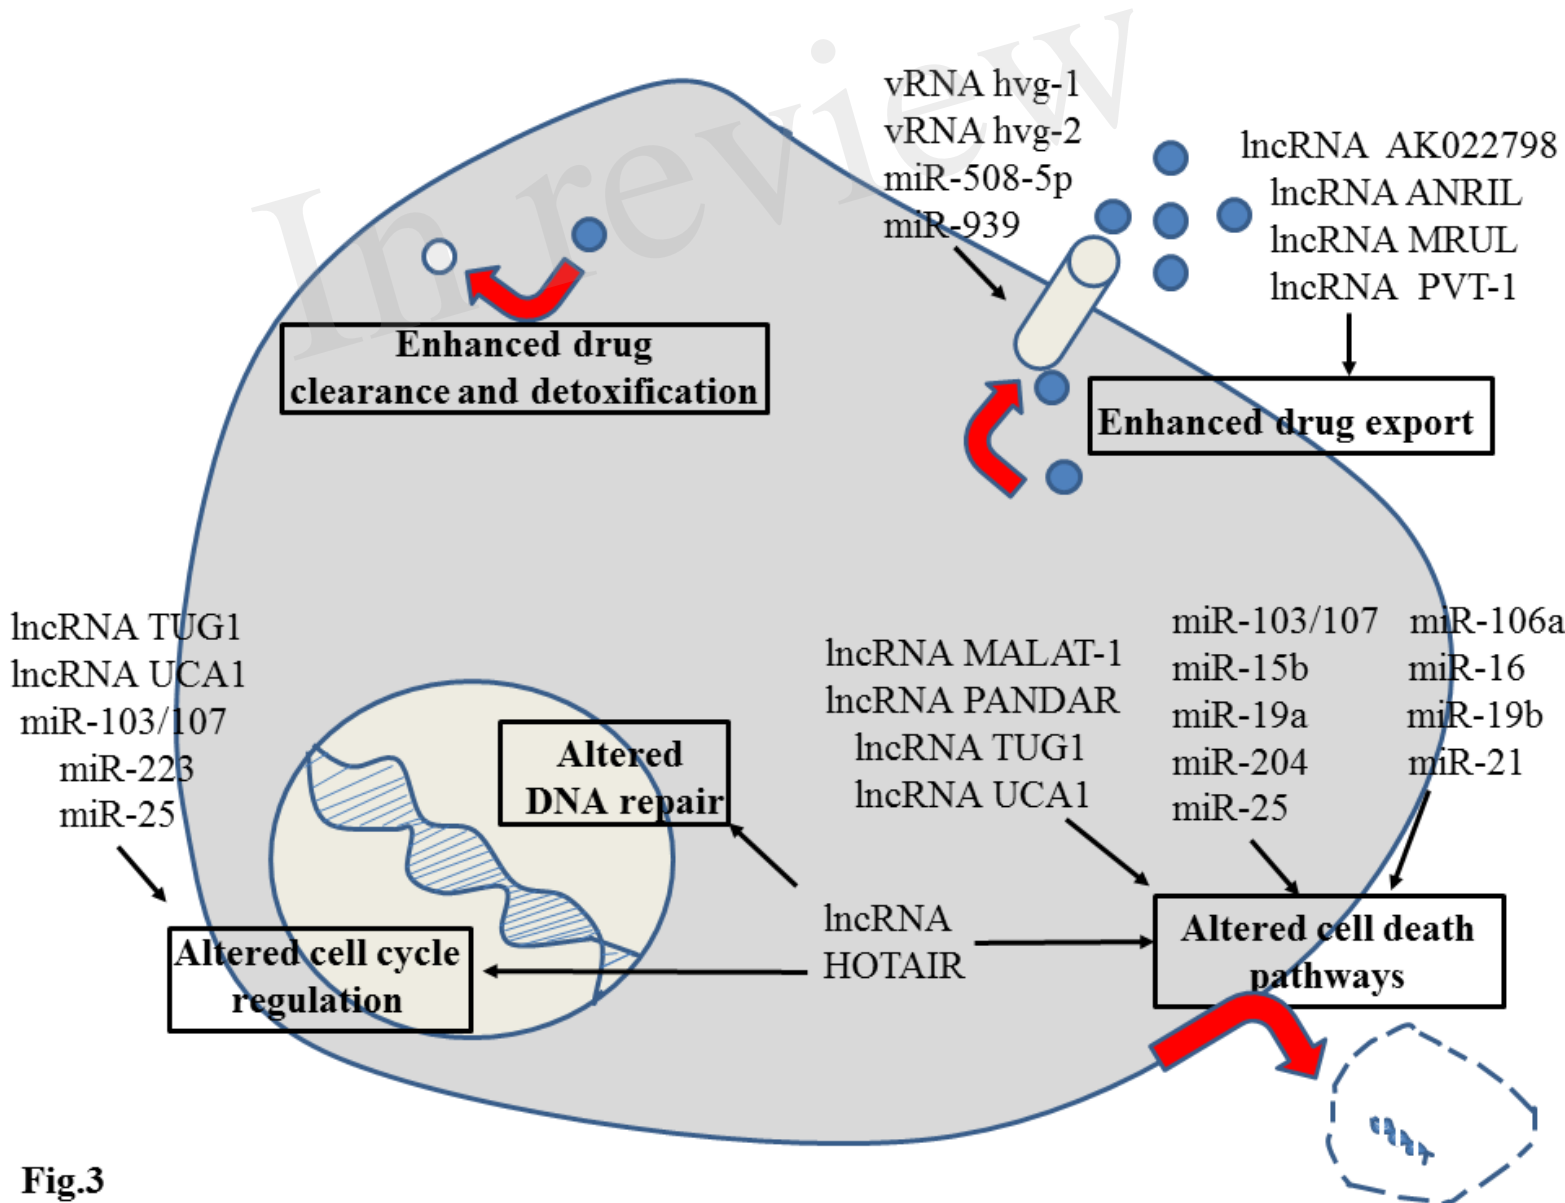 In review
vRNA hvg-1
vRNA hvg-2
miR-508-5p
miR-939
lncRNA AK022798
lncRNA ANRIL
lncRNA MRUL
lncRNA PVT-1
Enhanced drug
clearance and detoxification
Enhanced drug export
lncRNA TUG1
lncRNA UCA1
miR-103/107
miR-223
miR-25
Altered
DNA repair
lncRNA MALAT-1
lncRNA PANDAR
lncRNA TUG1
lncRNA UCA1
miR-103/107
miR-15b
miR-19a
miR-204
miR-25
miR-106a
miR-16
miR-19b
miR-21
lncRNA
HOTAIR
Altered cell cycle
regulation
Altered cell death
pathways
Fig.3